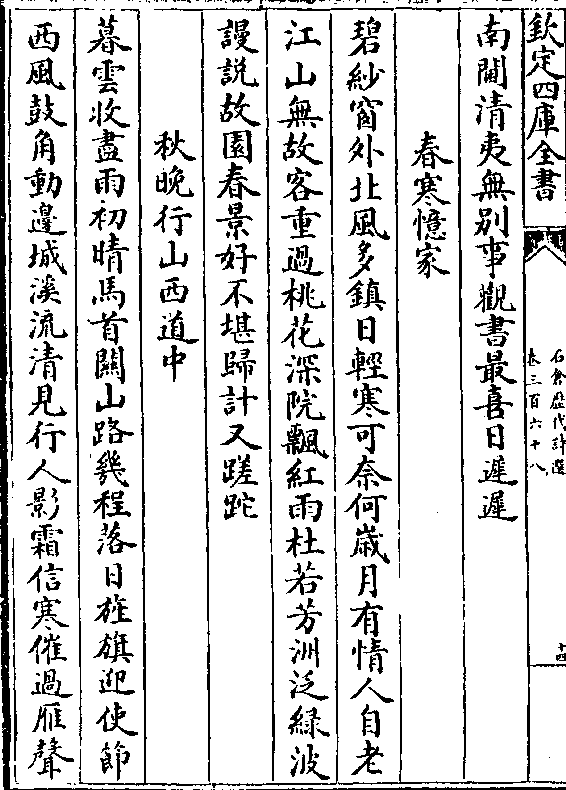 欽定四庫全書
石倉歴代詩選
卷三百六十八
十四
南閫清夷無别事觀書最喜日遲遲
春寒憶家
碧紗窗外北風多鎮日輕寒可奈何歲月有情人自老
江山無故客重過桃花深院飄紅雨杜若芳洲泛緑波
謾説故園春景好不堪歸計又蹉跎
秋晚行山西道中
暮雲收盡雨初晴馬首關山路幾程落日旌旗迎使節
西風鼓角動邊城溪流清見行人影霜信寒催過雁聲